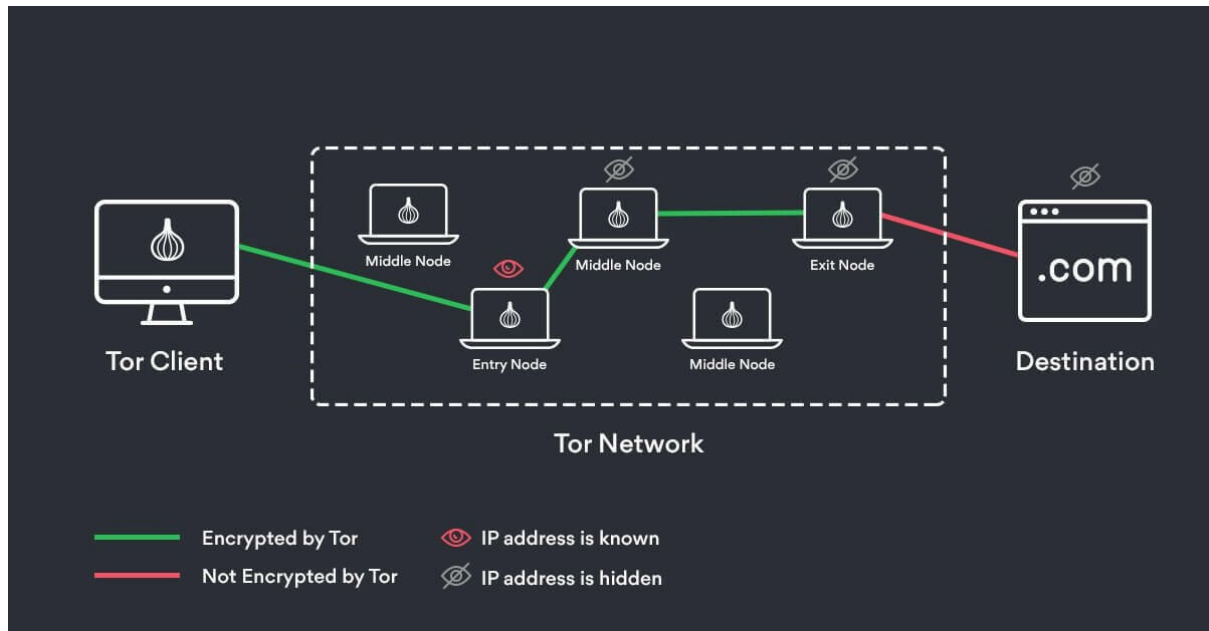 Middle Node
Middle Node
Exit Node
.com
Entry Node
Middle Node
Tor Client
Destination
Tor Network
Encrypted by Tor
IP address is known
Not Encrypted by Tor
IP address is hidden